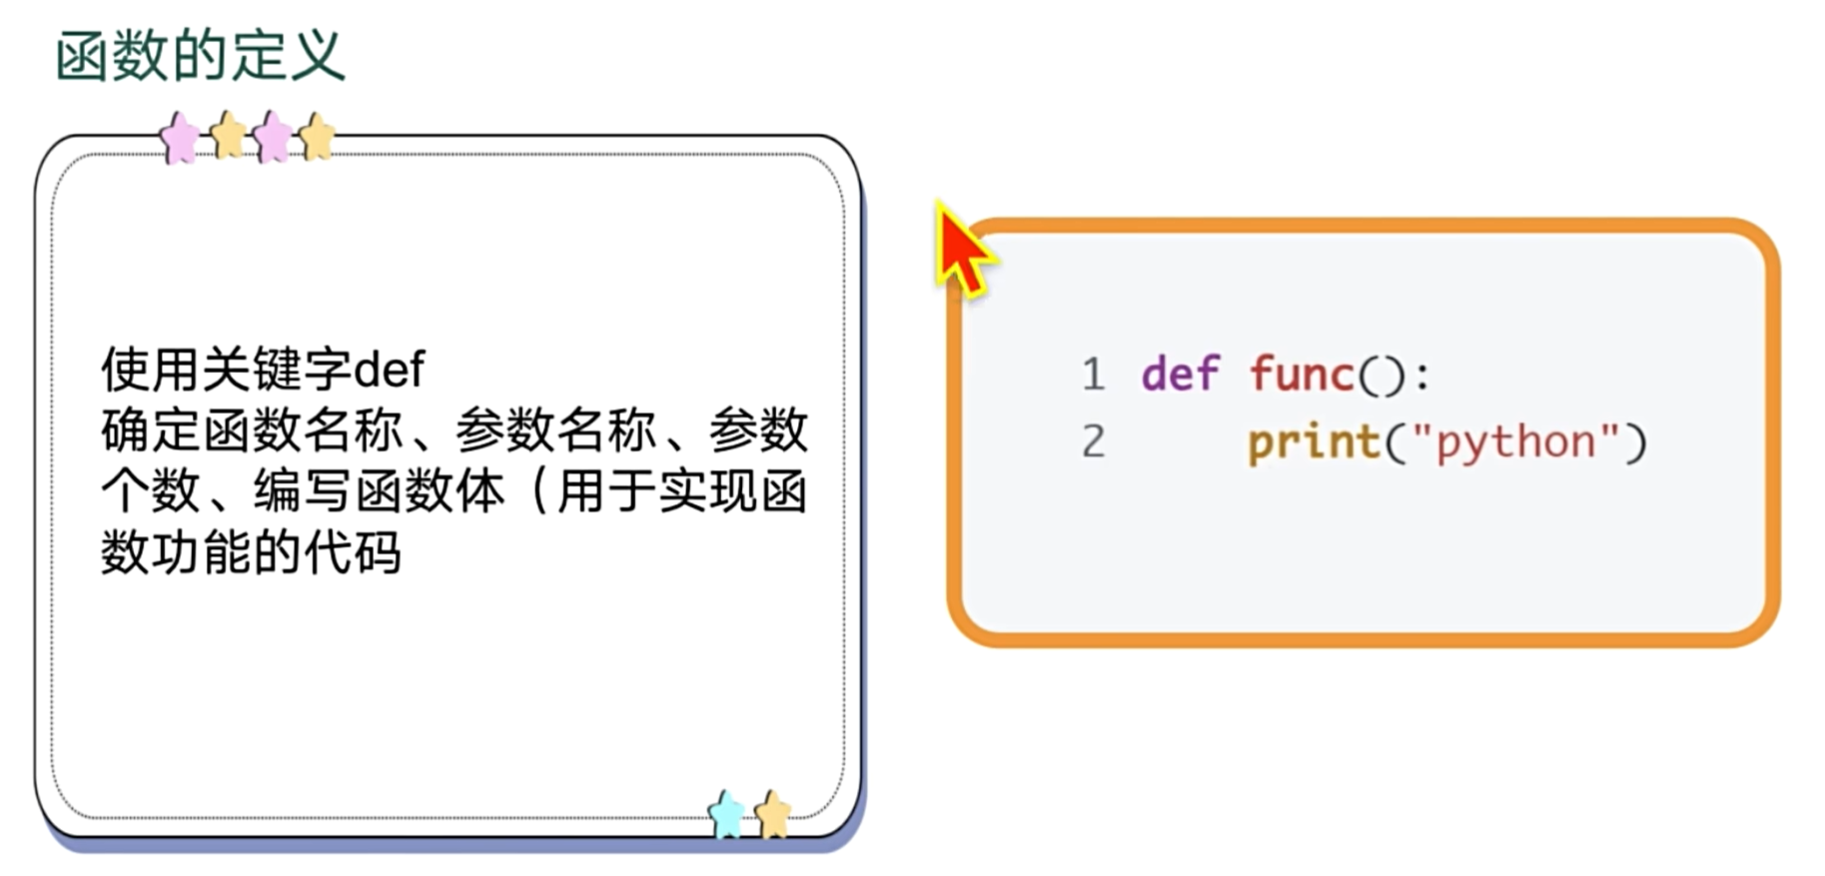 函数的定义
使用关键字def
确定函数名称、参数名称、参数
个数、编写函数体（用于实现函
数功能的代码
1 def func():
2     print("python")